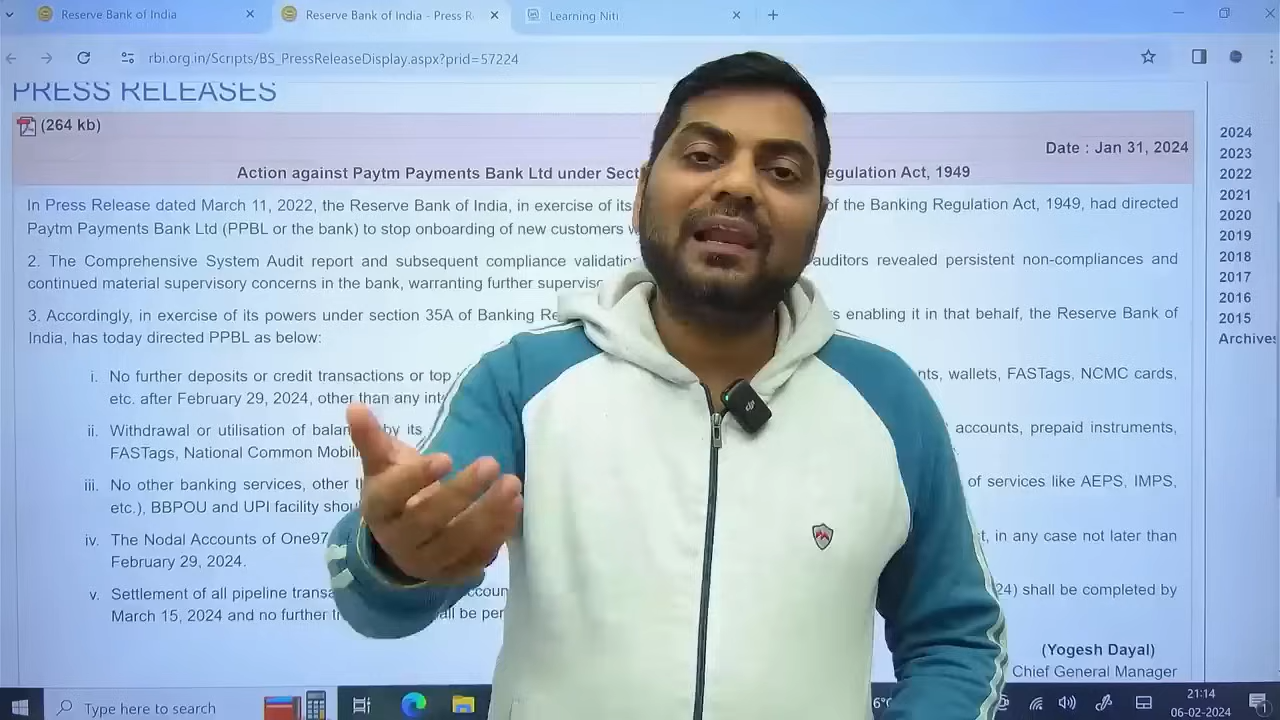 Reserve Bank of India
Reserve Bank of India - Press R
Learning Niti
rbi.org.in/Scripts/BS_PressReleaseDisplay.aspx?prid=57224
PRESS RELEASES
(264 kb)
Date : Jan 31, 2024
Action against Paytm Payments Bank Ltd under Sect egulation Act, 1949
In Press Release dated March 11, 2022, the Reserve Bank of India, in exercise of its of the Banking Regulation Act, 1949, had directed
Paytm Payments Bank Ltd (PPBL or the bank) to stop onboarding of new customers
2. The Comprehensive System Audit report and subsequent compliance validatio auditors revealed persistent non-compliances and
continued material supervisory concerns in the bank, warranting further supervis
3. Accordingly, in exercise of its powers under section 35A of Banking Re s enabling it in that behalf, the Reserve Bank of
India, has today directed PPBL as below:
i. No further deposits or credit transactions or top nts, wallets, FASTags, NCMC cards,
etc. after February 29, 2024, other than any int
ii. Withdrawal or utilisation of balan by its accounts, prepaid instruments,
FASTags, National Common Mobil
iii. No other banking services, other t of services like AEPS, IMPS,
etc.), BBPOU and UPI facility shou
iv. The Nodal Accounts of One97 t, in any case not later than
February 29, 2024.
v. Settlement of all pipeline transa ccoun 24) shall be completed by
March 15, 2024 and no further t all be per
(Yogesh Dayal)
Chief General Manager
2024
2023
2022
2021
2020
2019
2018
2017
2016
2015
Archives
dji
Type here to search
21:14
06-02-2024